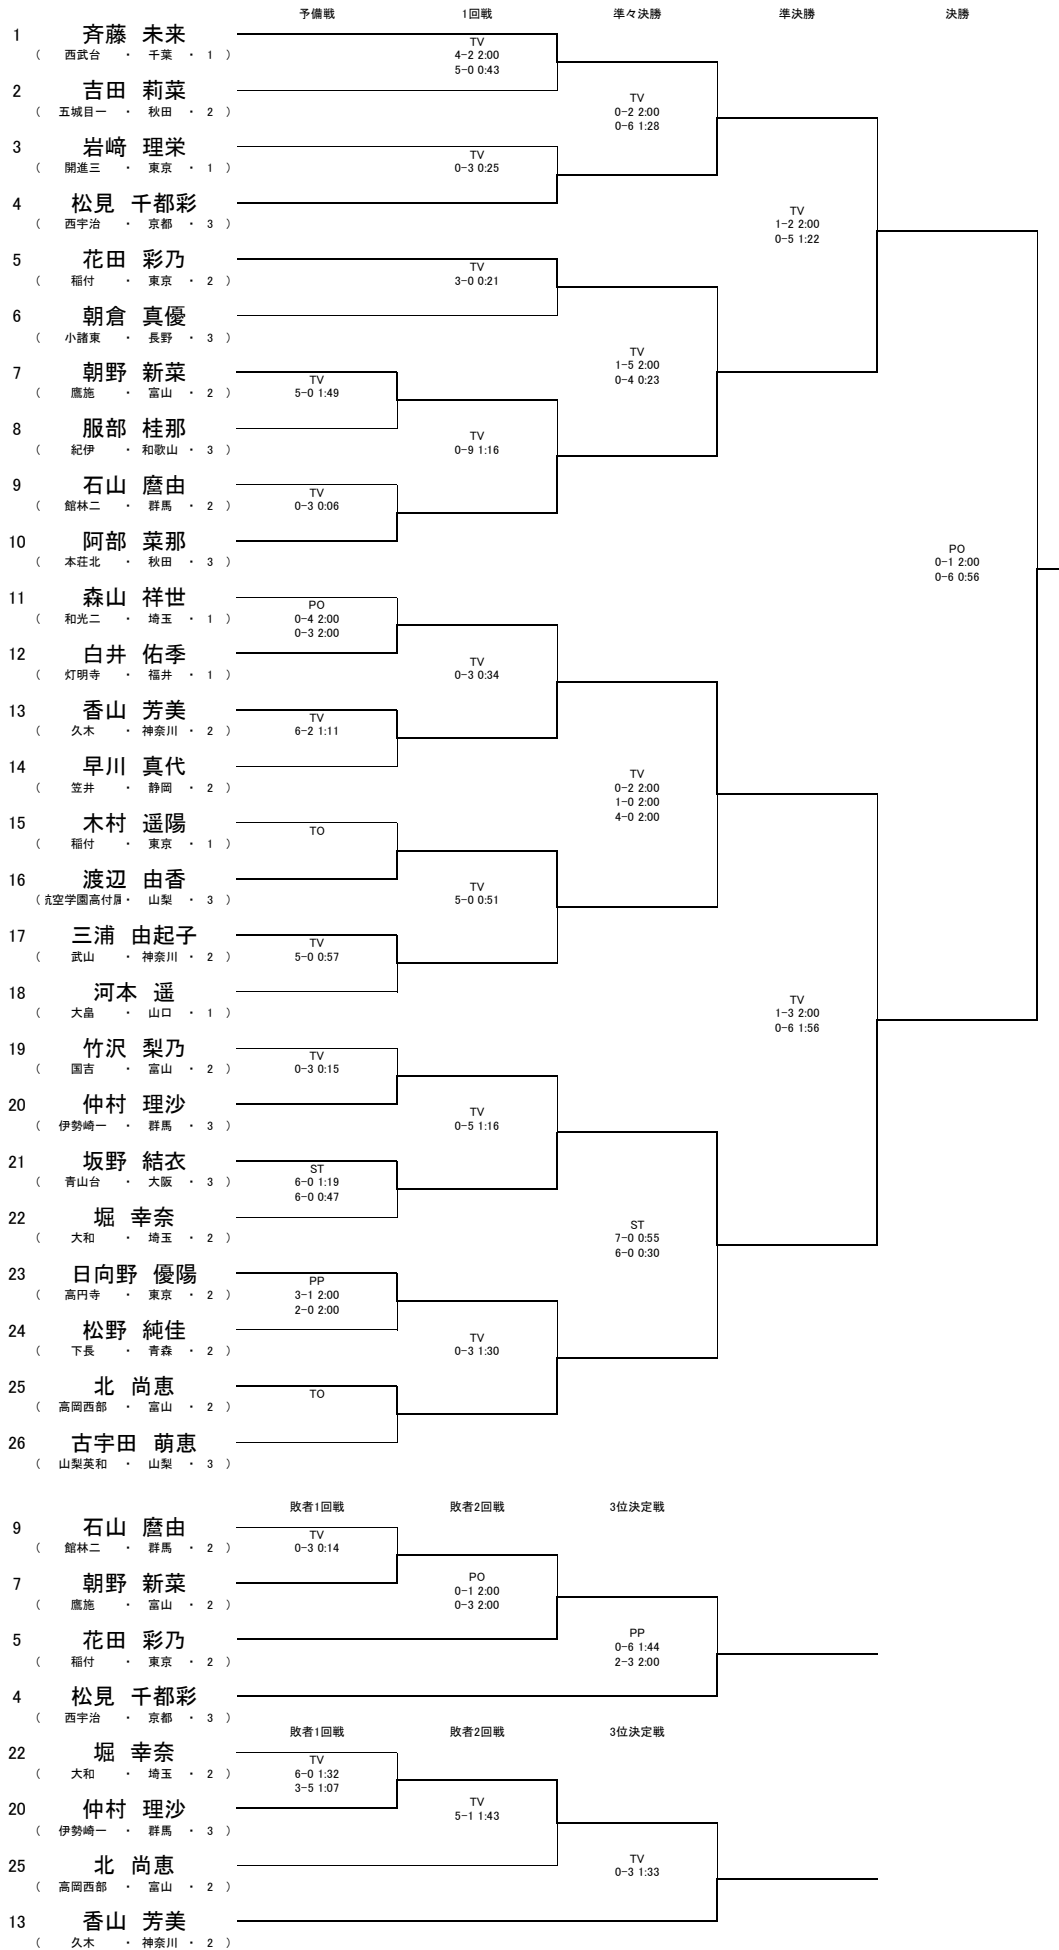 予備戦 1回戦 準々決勝 準決勝 決勝
1 斉藤 未来
（ 西武台 ・ 千葉 ・ 1 ）
TV
4-2 2:00
5-0 0:43
2 吉田 莉菜
（ 五城目一 ・ 秋田 ・ 2 ）
TV
0-2 2:00
0-6 1:28
3 岩﨑 理栄
（ 開進三 ・ 東京 ・ 1 ）
TV
0-3 0:25
4 松見 千都彩
（ 西宇治 ・ 京都 ・ 3 ）
TV
1-2 2:00
0-5 1:22
5 花田 彩乃
（ 稲付 ・ 東京 ・ 2 ）
TV
3-0 0:21
6 朝倉 真優
（ 小諸東 ・ 長野 ・ 3 ）
TV
1-5 2:00
0-4 0:23
7 朝野 新菜
（ 鷹施 ・ 富山 ・ 2 ）
TV
5-0 1:49
8 服部 桂那
（ 紀伊 ・ 和歌山 ・ 3 ）
TV
0-9 1:16
9 石山 麿由
（ 館林二 ・ 群馬 ・ 2 ）
TV
0-3 0:06
10 阿部 菜那
（ 本荘北 ・ 秋田 ・ 3 ）
PO
0-1 2:00
0-6 0:56
11 森山 祥世
（ 和光二 ・ 埼玉 ・ 1 ）
PO
0-4 2:00
0-3 2:00
12 白井 佑季
（ 灯明寺 ・ 福井 ・ 1 ）
TV
0-3 0:34
13 香山 芳美
（ 久木 ・ 神奈川 ・ 2 ）
TV
6-2 1:11
14 早川 真代
（ 笠井 ・ 静岡 ・ 2 ）
TV
0-2 2:00
1-0 2:00
4-0 2:00
15 木村 遥陽
（ 稲付 ・ 東京 ・ 1 ）
TO
16 渡辺 由香
（ 空学園高付 ・ 山梨 ・ 3 ）
TV
5-0 0:51
17 三浦 由起子
（ 武山 ・ 神奈川 ・ 2 ）
TV
5-0 0:57
18 河本 遥
（ 大畠 ・ 山口 ・ 1 ）
TV
1-3 2:00
0-6 1:56
19 竹沢 梨乃
（ 国吉 ・ 富山 ・ 2 ）
TV
0-3 0:15
20 仲村 理沙
（ 伊勢崎一 ・ 群馬 ・ 3 ）
TV
0-5 1:16
21 坂野 結衣
（ 青山台 ・ 大阪 ・ 3 ）
ST
6-0 1:19
6-0 0:47
22 堀 幸奈
（ 大和 ・ 埼玉 ・ 2 ）
ST
7-0 0:55
6-0 0:30
23 日向野 優陽
（ 高円寺 ・ 東京 ・ 2 ）
PP
3-1 2:00
2-0 2:00
24 松野 純佳
（ 下長 ・ 青森 ・ 2 ）
TV
0-3 1:30
25 北 尚恵
（ 高岡西部 ・ 富山 ・ 2 ）
TO
26 古宇田 萌恵
（ 山梨英和 ・ 山梨 ・ 3 ）
敗者1回戦 敗者2回戦 3位決定戦
9 石山 麿由
（ 館林二 ・ 群馬 ・ 2 ）
TV
0-3 0:14
7 朝野 新菜
（ 鷹施 ・ 富山 ・ 2 ）
PO
0-1 2:00
0-3 2:00
5 花田 彩乃
（ 稲付 ・ 東京 ・ 2 ）
PP
0-6 1:44
2-3 2:00
4 松見 千都彩
（ 西宇治 ・ 京都 ・ 3 ）
敗者1回戦 敗者2回戦 3位決定戦
22 堀 幸奈
（ 大和 ・ 埼玉 ・ 2 ）
TV
6-0 1:32
3-5 1:07
20 仲村 理沙
（ 伊勢崎一 ・ 群馬 ・ 3 ）
TV
5-1 1:43
25 北 尚恵
（ 高岡西部 ・ 富山 ・ 2 ）
TV
0-3 1:33
13 香山 芳美
（ 久木 ・ 神奈川 ・ 2 ）